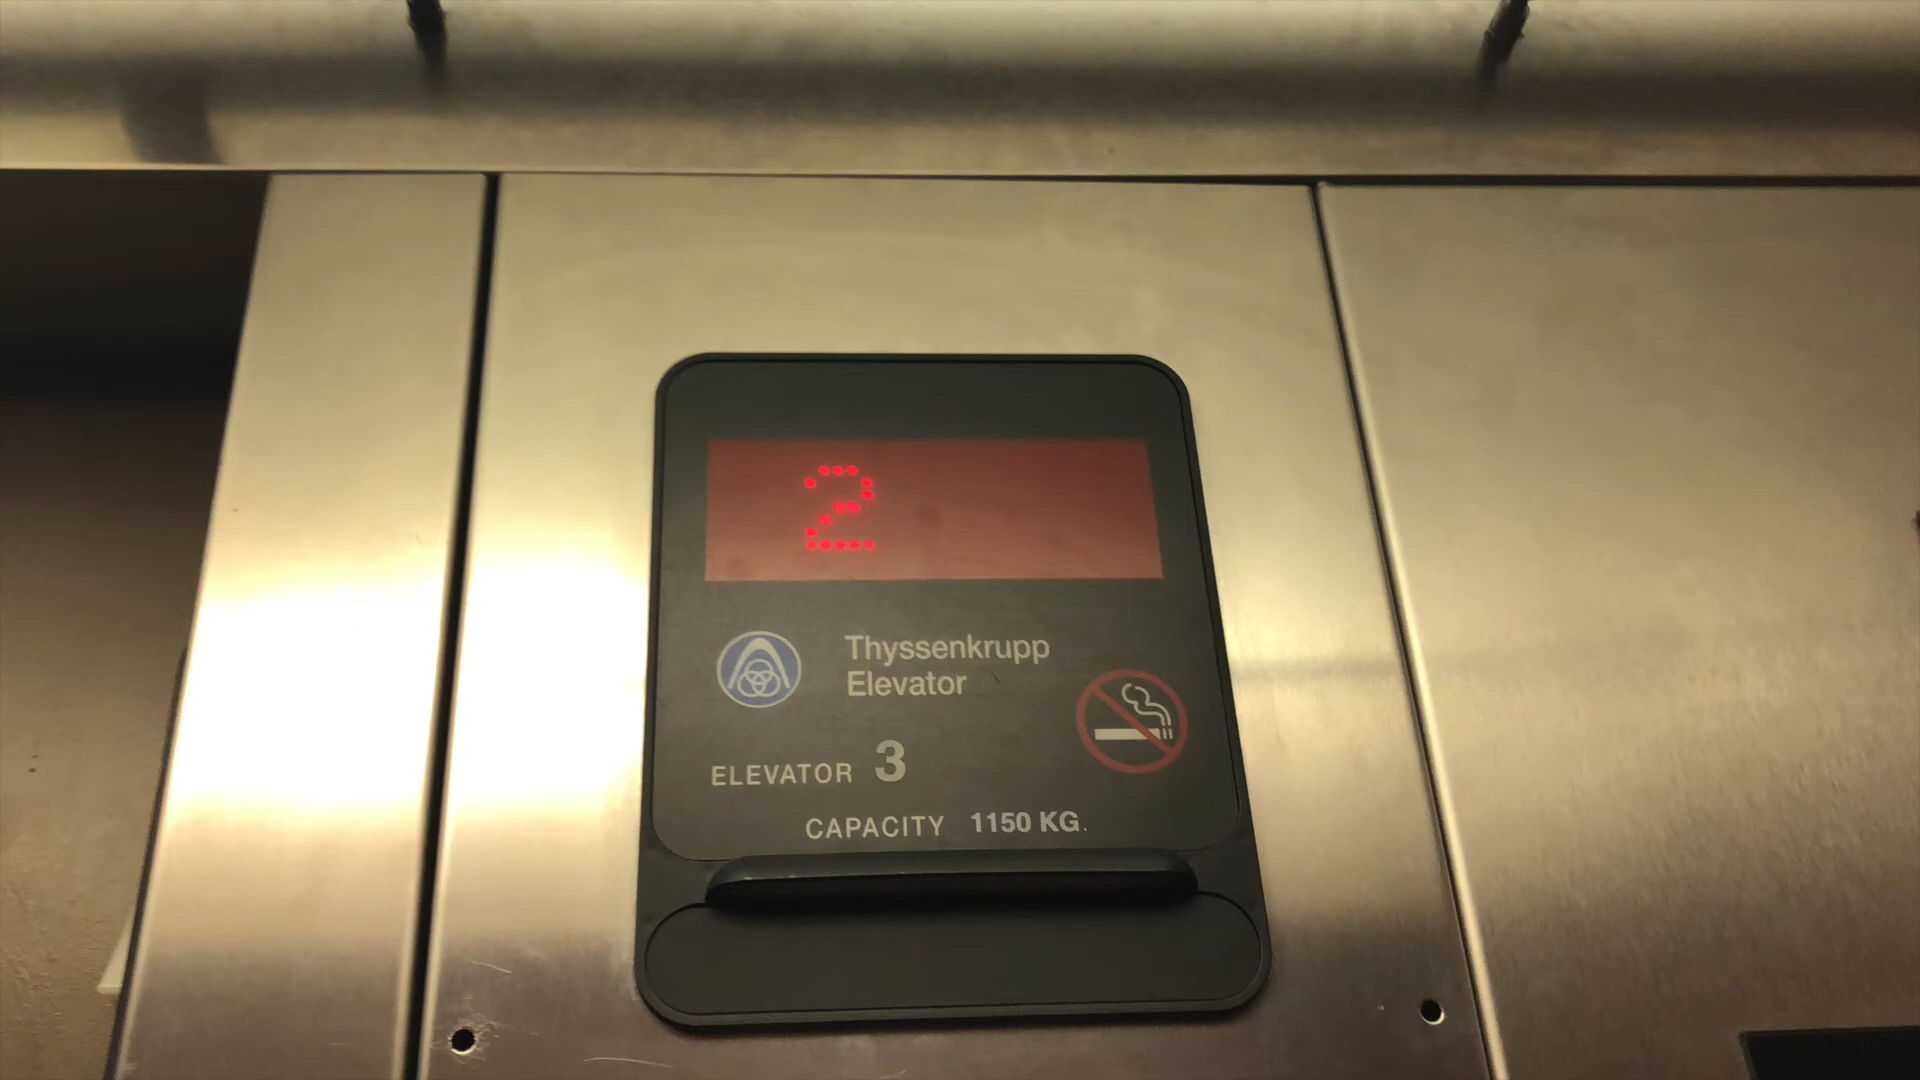 2
Thyssenkrupp
Elevator
ELEVATOR 3
CAPACITY 1150 KG.